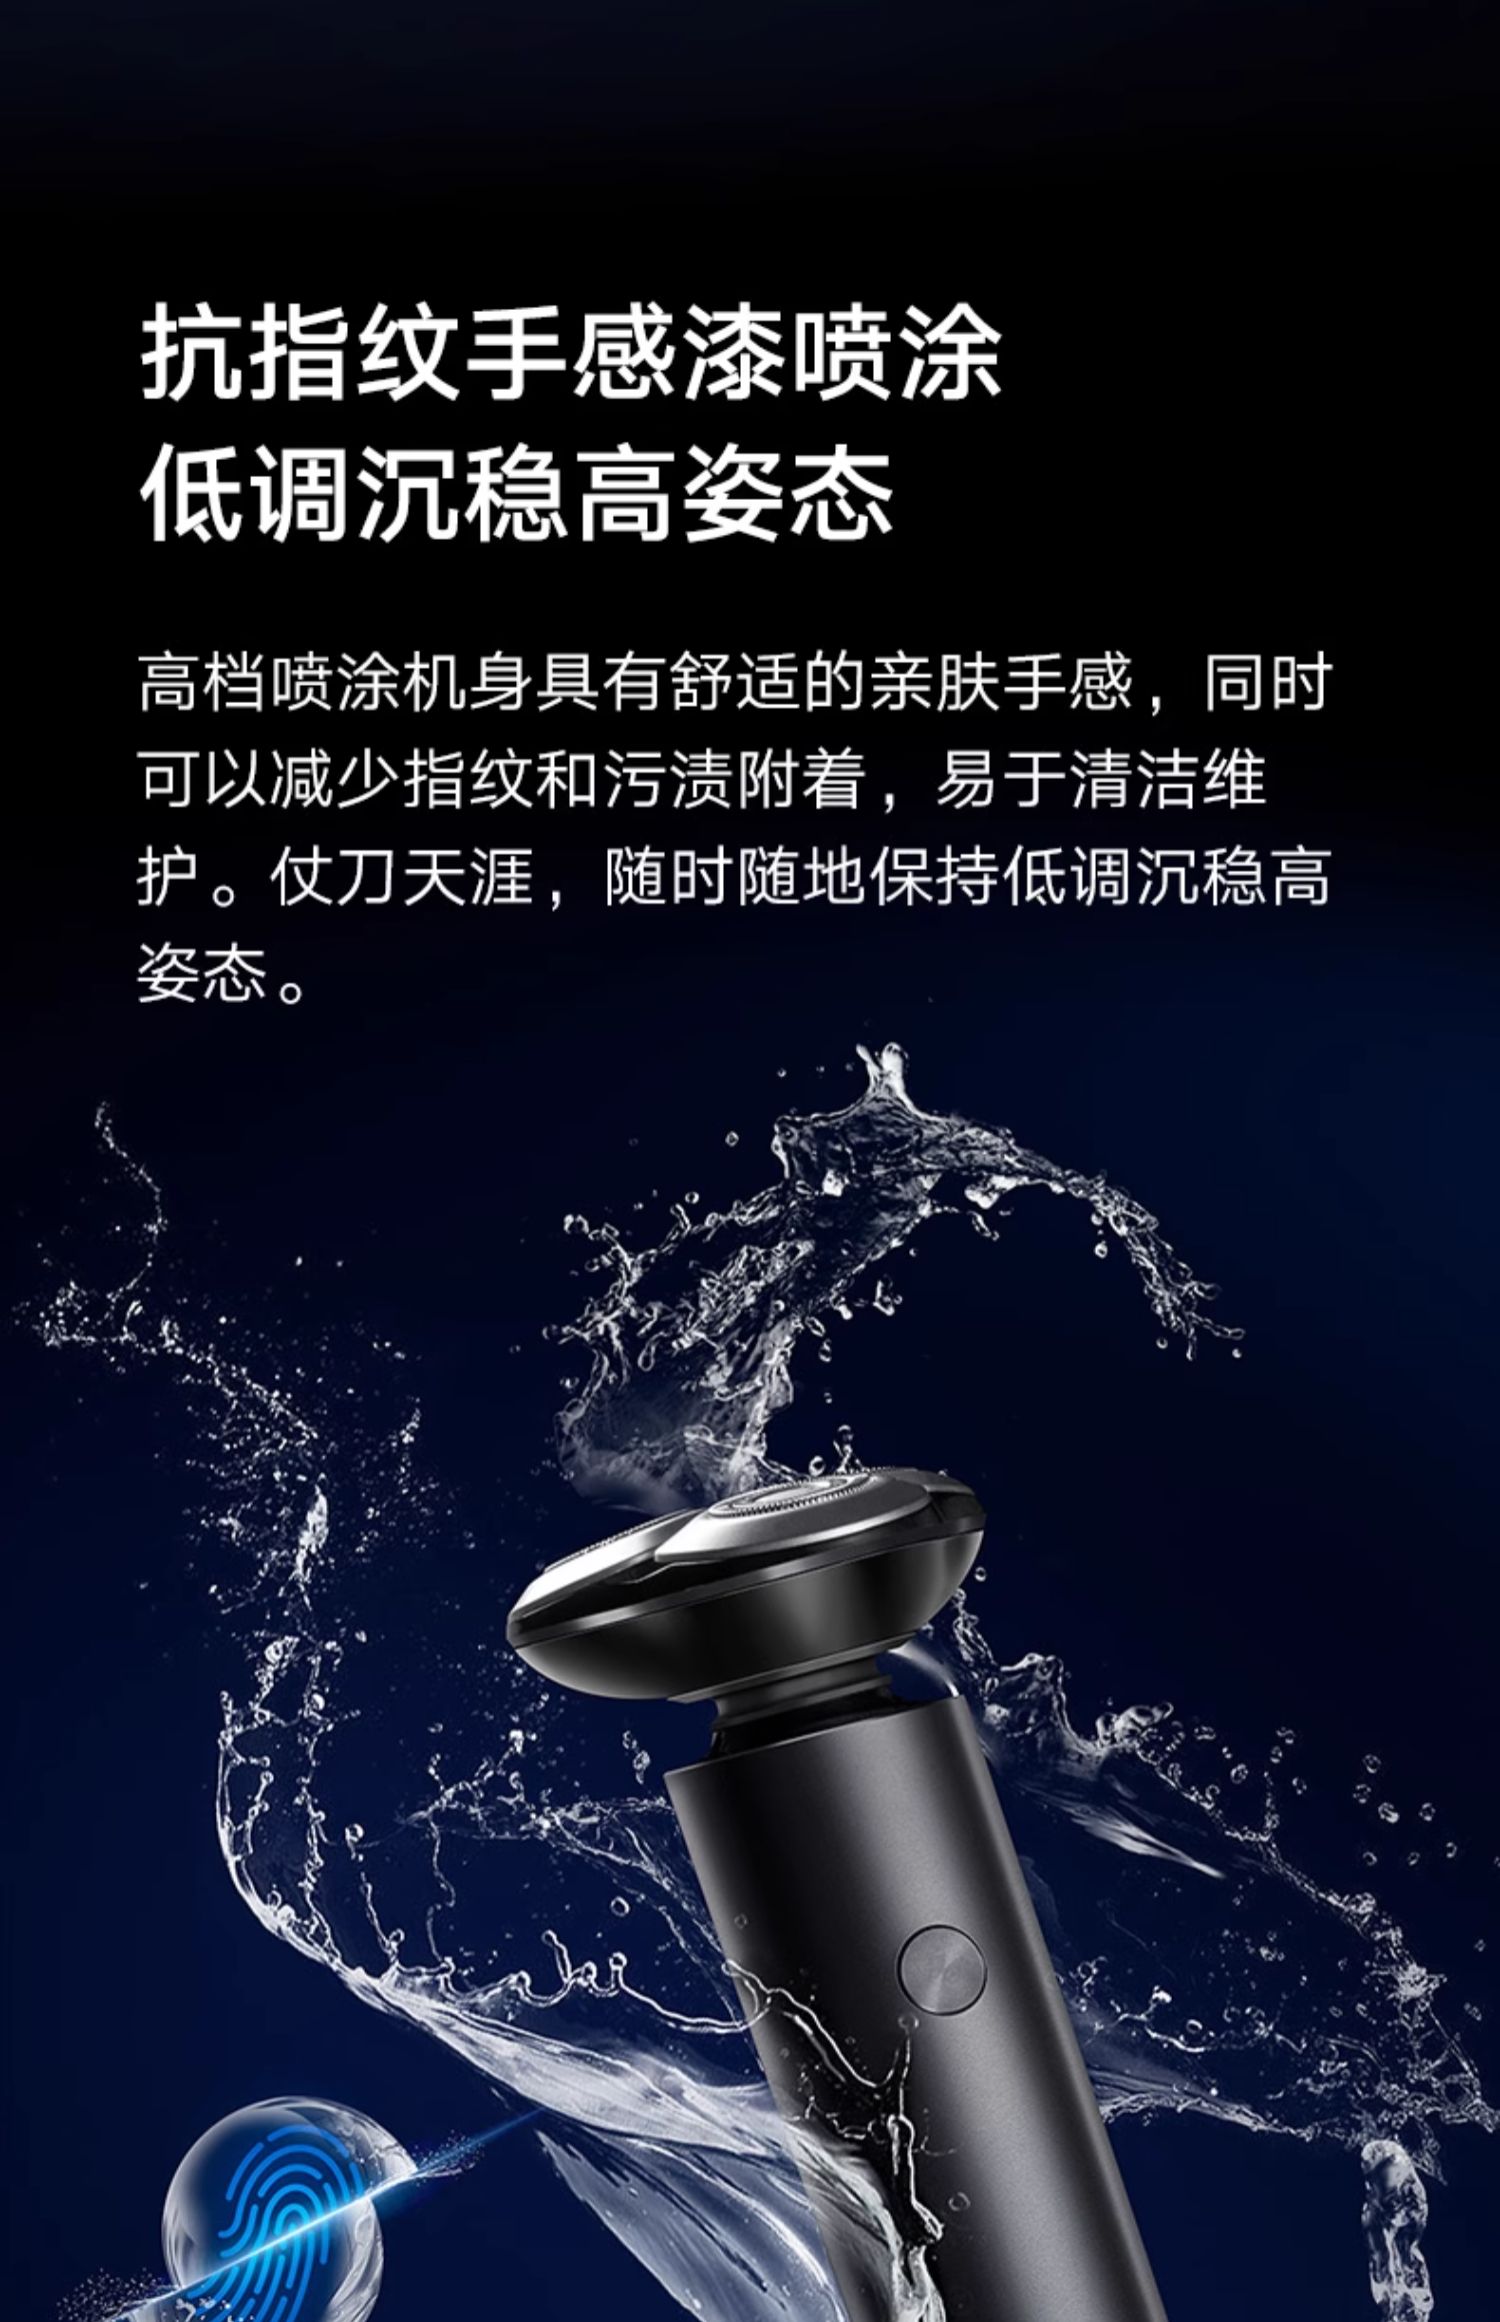 抗指纹手感漆喷涂
低调沉稳高姿态
高档喷涂机身具有舒适的亲肤手感，同时
可以减少指纹和污渍附着，易于清洁维
护。仗刀天涯，随时随地保持低调沉稳高
姿态。